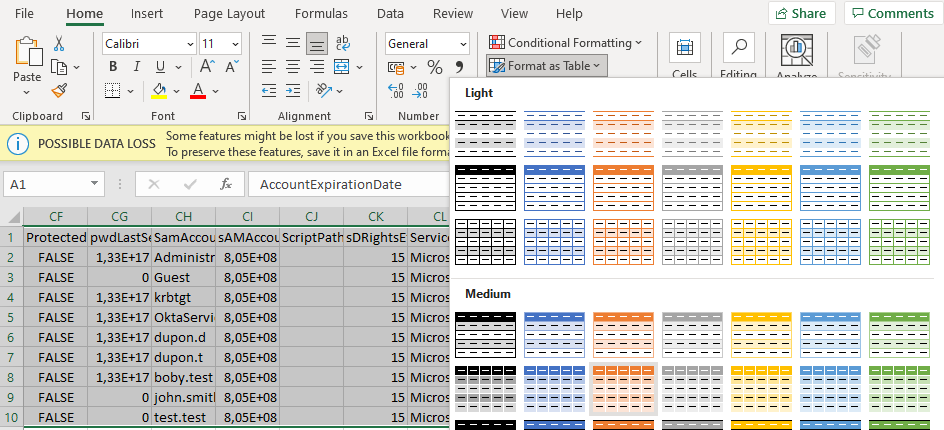 File Home Insert Page Layout Formulas Data Review View Help Share Comments
Paste
Clipboard
Calibri 11
B I U A A
A
Font
ab
Alignment
General
% 9
Number
Conditional Formatting
Format as Table
Cells
Editing
Analyze
Sensitivity
POSSIBLE DATA LOSS Some features might be lost if you save this workbook
To preserve these features, save it in an Excel file forma
A1 fx AccountExpirationDate
CF CG CH CI CJ CK CL
1 Protected pwdLastSe SamAccou sAMAccou ScriptPath sDRightsE Service
2 FALSE 1,33E+17 Administr 8,05E+08 15 Micros
3 FALSE 0 Guest 8,05E+08 15 Micros
4 FALSE 1,33E+17 krbtgt 8,05E+08 15 Micros
5 FALSE 1,33E+17 OktaServi 8,05E+08 15 Micros
6 FALSE 1,33E+17 dupon.d 8,05E+08 15 Micros
7 FALSE 1,33E+17 dupon.t 8,05E+08 15 Micros
8 FALSE 1,33E+17 boby.test 8,05E+08 15 Micros
9 FALSE 0 john.smit 8,05E+08 15 Micros
10 FALSE 0 test.test 8,05E+08 15 Micros
Light
Medium